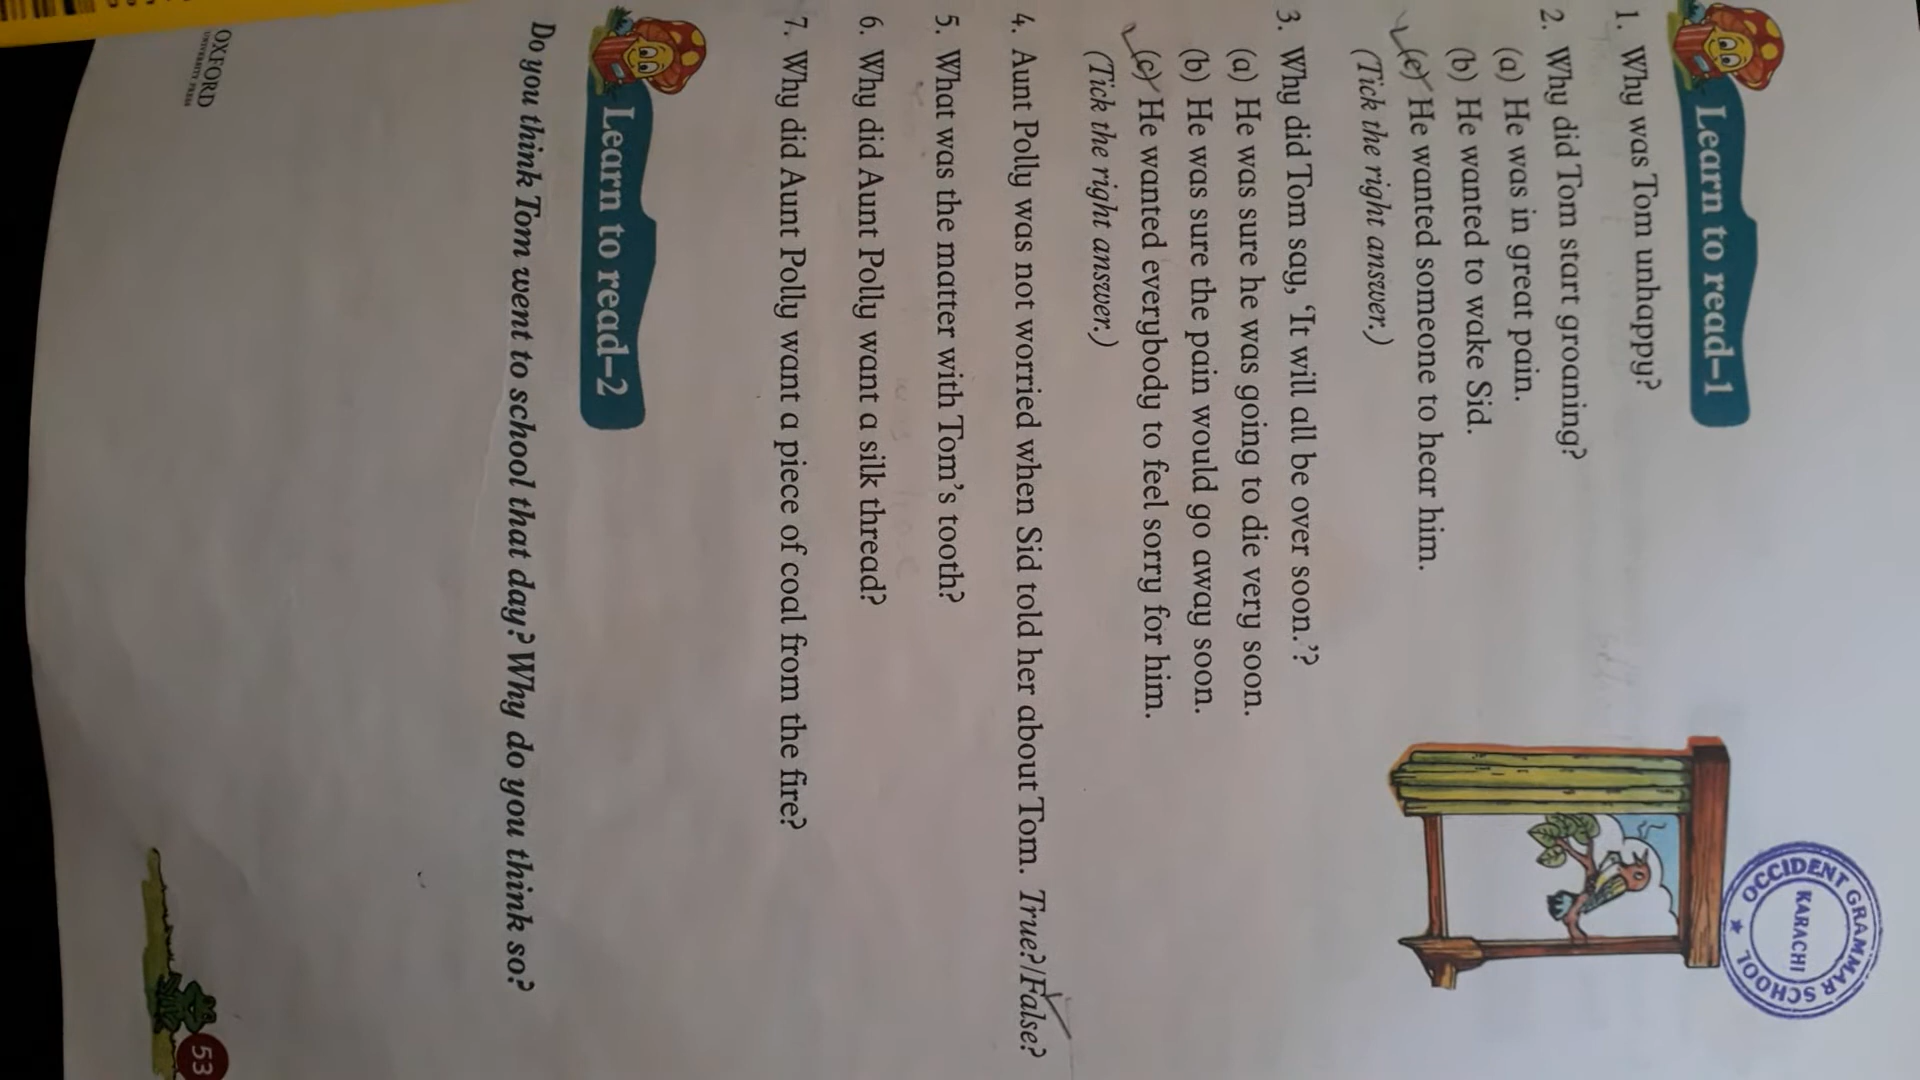 OCCIDENT GRAMMAR SCHOOL
KARACHI
Learn to read–1
1. Why was Tom unhappy?
2. Why did Tom start groaning?
(a) He was in great pain.
(b) He wanted to wake Sid.
(c) He wanted someone to hear him.
(Tick the right answer.)
3. Why did Tom say, ‘It will all be over soon.’?
(a) He was sure he was going to die very soon.
(b) He was sure the pain would go away soon.
(c) He wanted everybody to feel sorry for him.
(Tick the right answer.)
4. Aunt Polly was not worried when Sid told her about Tom. True?/False?
5. What was the matter with Tom’s tooth?
6. Why did Aunt Polly want a silk thread?
7. Why did Aunt Polly want a piece of coal from the fire?
Learn to read–2
Do you think Tom went to school that day? Why do you think so?
OXFORD
UNIVERSITY PRESS
53